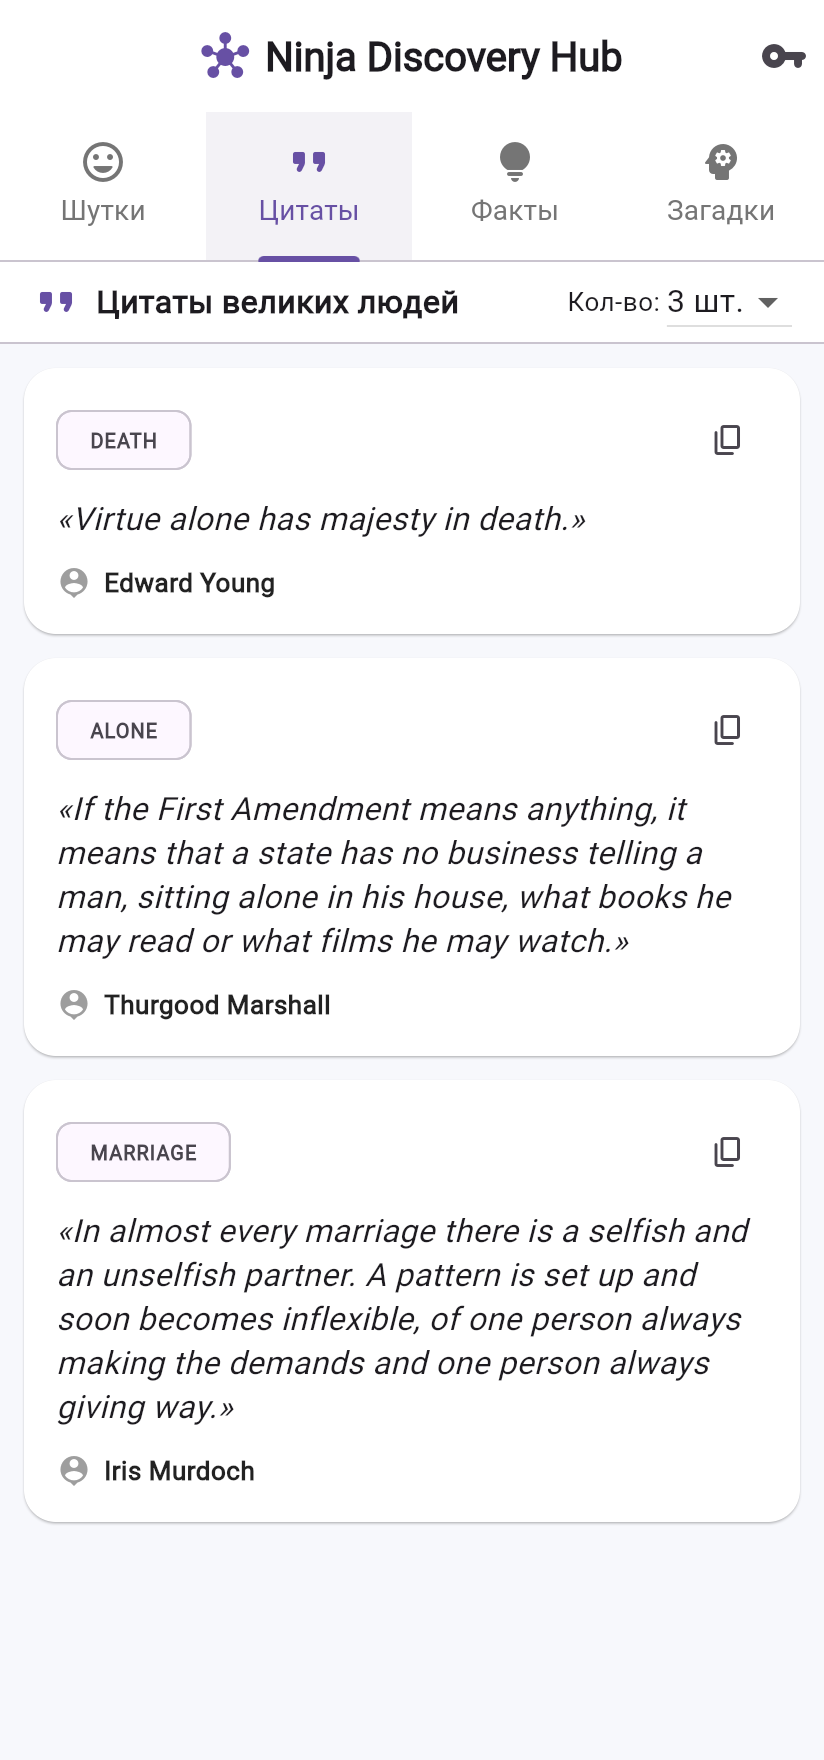 Ninja Discovery Hub
Шутки
Цитаты
Факты
Загадки
Цитаты великих людей
Кол-во: 3 шт.
DEATH
«Virtue alone has majesty in death.»
Edward Young
ALONE
«If the First Amendment means anything, it
means that a state has no business telling a
man, sitting alone in his house, what books he
may read or what films he may watch.»
Thurgood Marshall
MARRIAGE
«In almost every marriage there is a selfish and
an unselfish partner. A pattern is set up and
soon becomes inflexible, of one person always
making the demands and one person always
giving way.»
Iris Murdoch